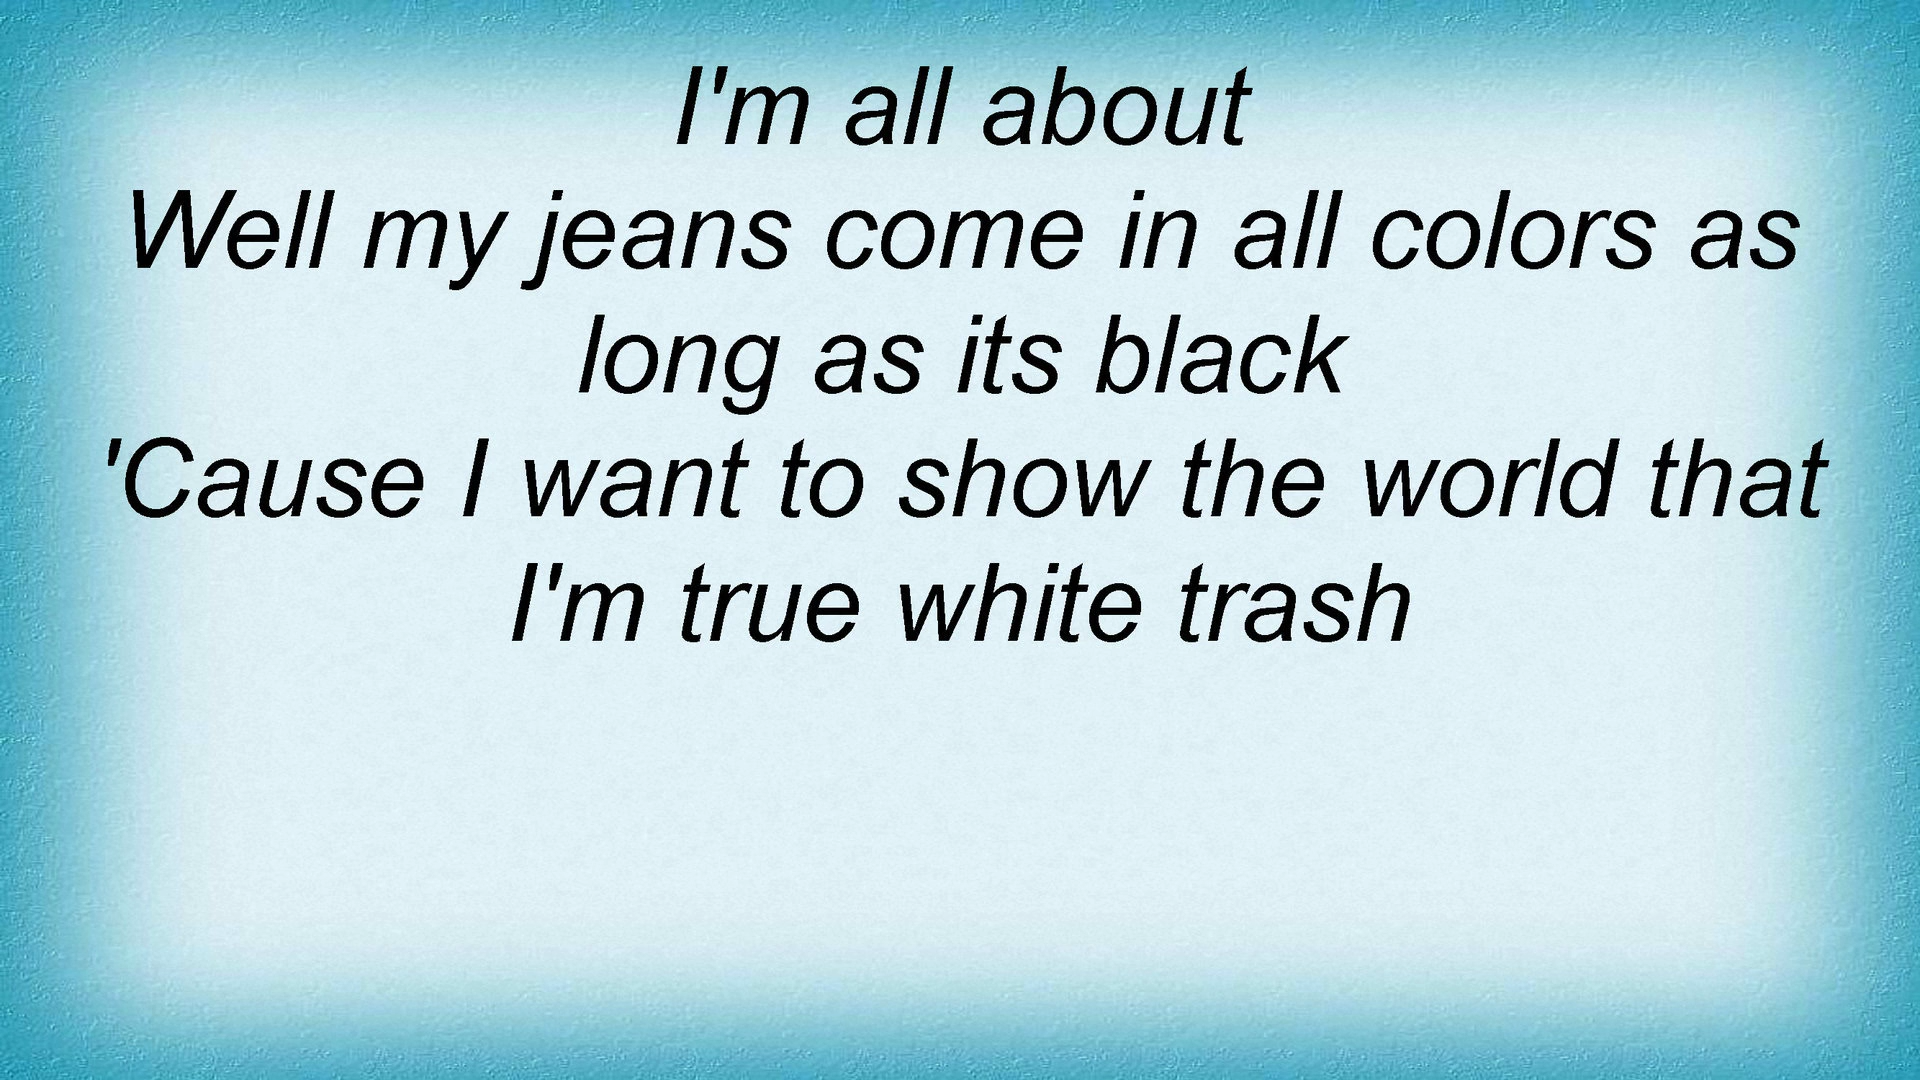 I'm all about
Well my jeans come in all colors as
long as its black
'Cause I want to show the world that
I'm true white trash